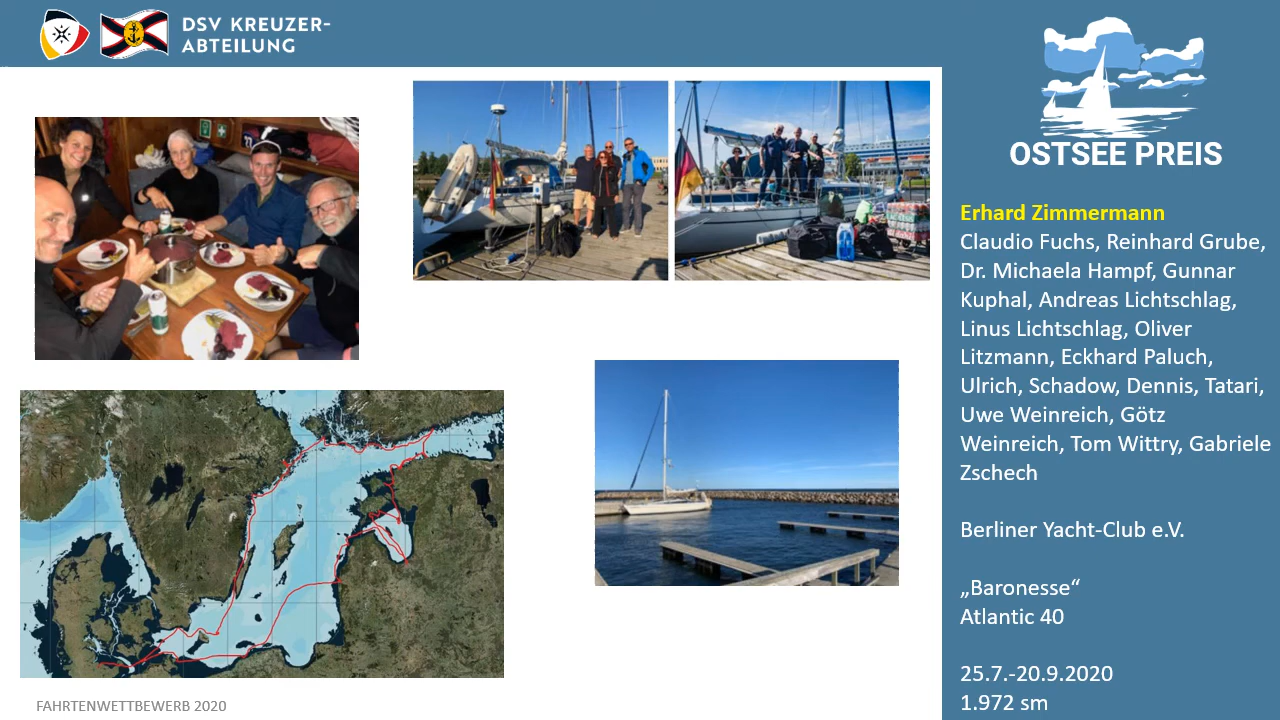 DSV KREUZER-
ABTEILUNG
OSTSEE PREIS
Erhard Zimmermann
Claudio Fuchs, Reinhard Grube,
Dr. Michaela Hampf, Gunnar
Kuphal, Andreas Lichtschlag,
Linus Lichtschlag, Oliver
Litzmann, Eckhard Paluch,
Ulrich, Schadow, Dennis, Tatari,
Uwe Weinreich, Götz
Weinreich, Tom Wittry, Gabriele
Zschech
Berliner Yacht-Club e.V.
„Baronesse“
Atlantic 40
25.7.-20.9.2020
1.972 sm
FAHRTENWETTBEWERB 2020